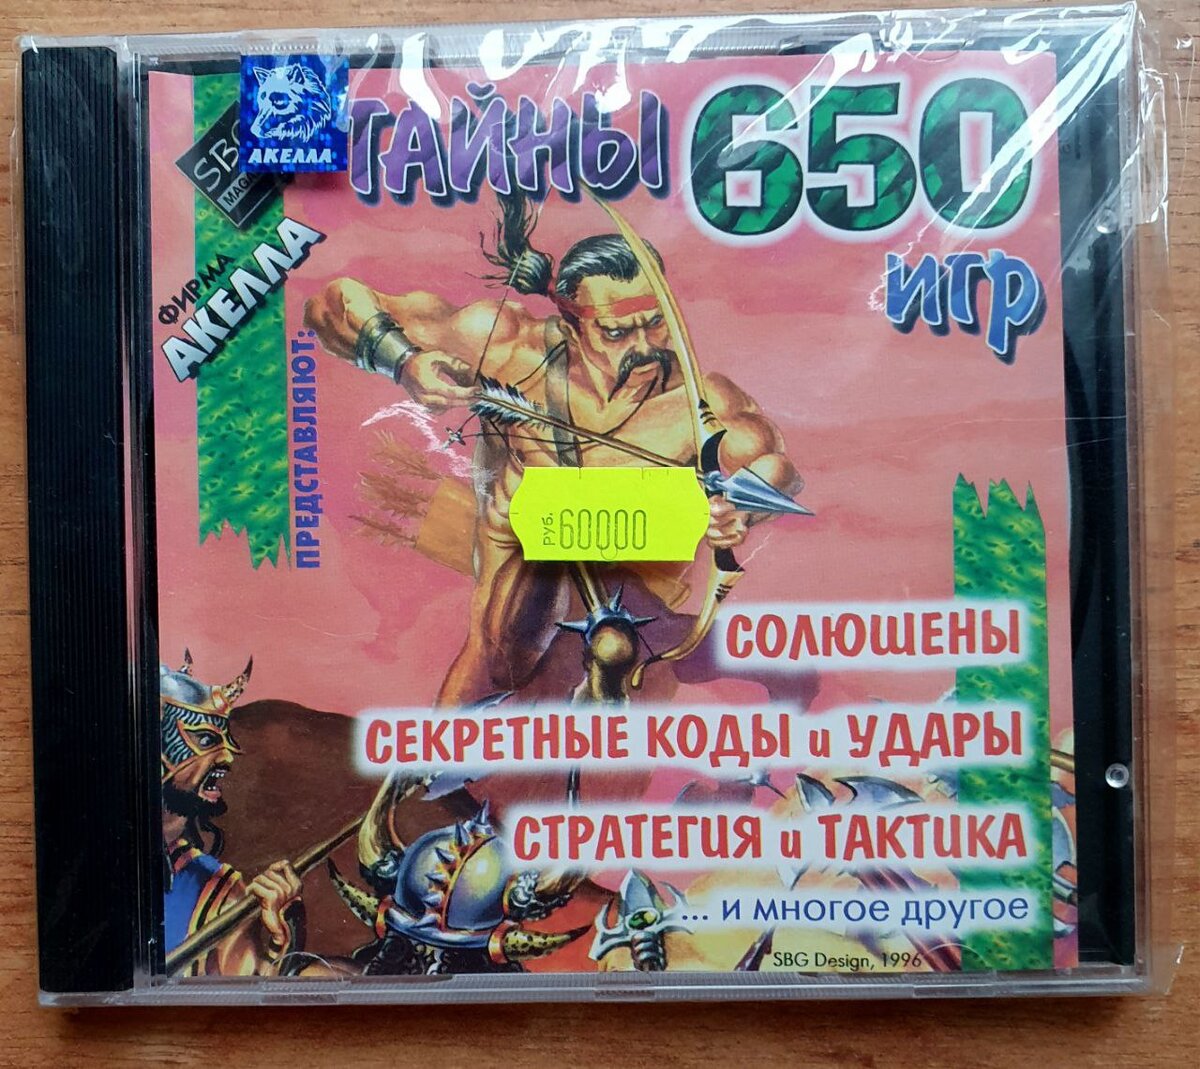 АКЕЛЛА
SBG
ФИРМА
АКЕЛЛА
ПРЕДСТАВЛЯЮТ:
ТАЙНЫ 650
ИГР
РУБ. 60000
СОЛЮШЕНЫ
СЕКРЕТНЫЕ КОДЫ и УДАРЫ
СТРАТЕГИЯ и ТАКТИКА
... и многое другое
SBG Design, 1996